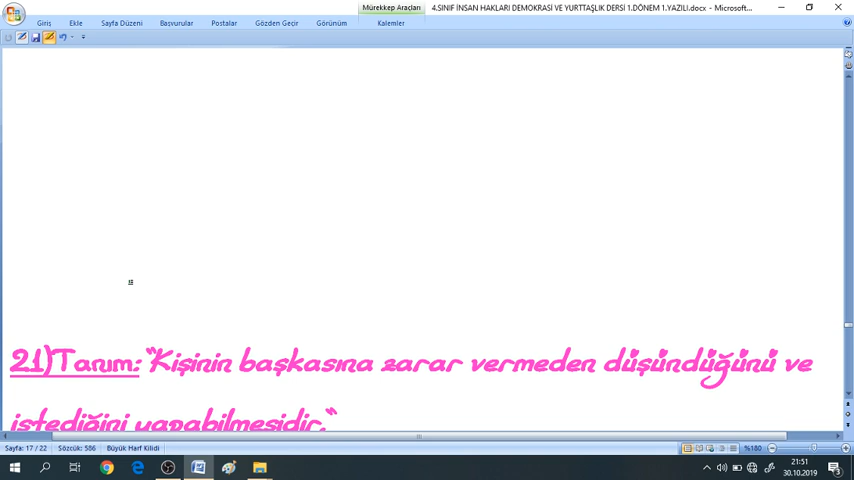 Mürekkep Araçları
4.SINIF İNSAN HAKLARI DEMOKRASİ VE YURTTAŞLIK DERSİ 1.DÖNEM 1.YAZILI.docx - Microsoft...
Giriş Ekle Sayfa Düzeni Başvurular Postalar Gözden Geçir Görünüm Kalemler
21)Tanım: "Kişinin başkasına zarar vermeden düşündüğünü ve
istediğini yapabilmesidir."
Sayfa: 17 / 22 Sözcük: 586 Büyük Harf Kilidi %180
21:51
30.10.2019
3